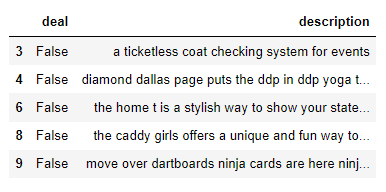 deal description
3 False a ticketless coat checking system for events
4 False diamond dallas page puts the ddp in ddp yoga t...
6 False the home t is a stylish way to show your state...
8 False the caddy girls offers a unique and fun way to...
9 False move over dartboards ninja cards are here ninj...